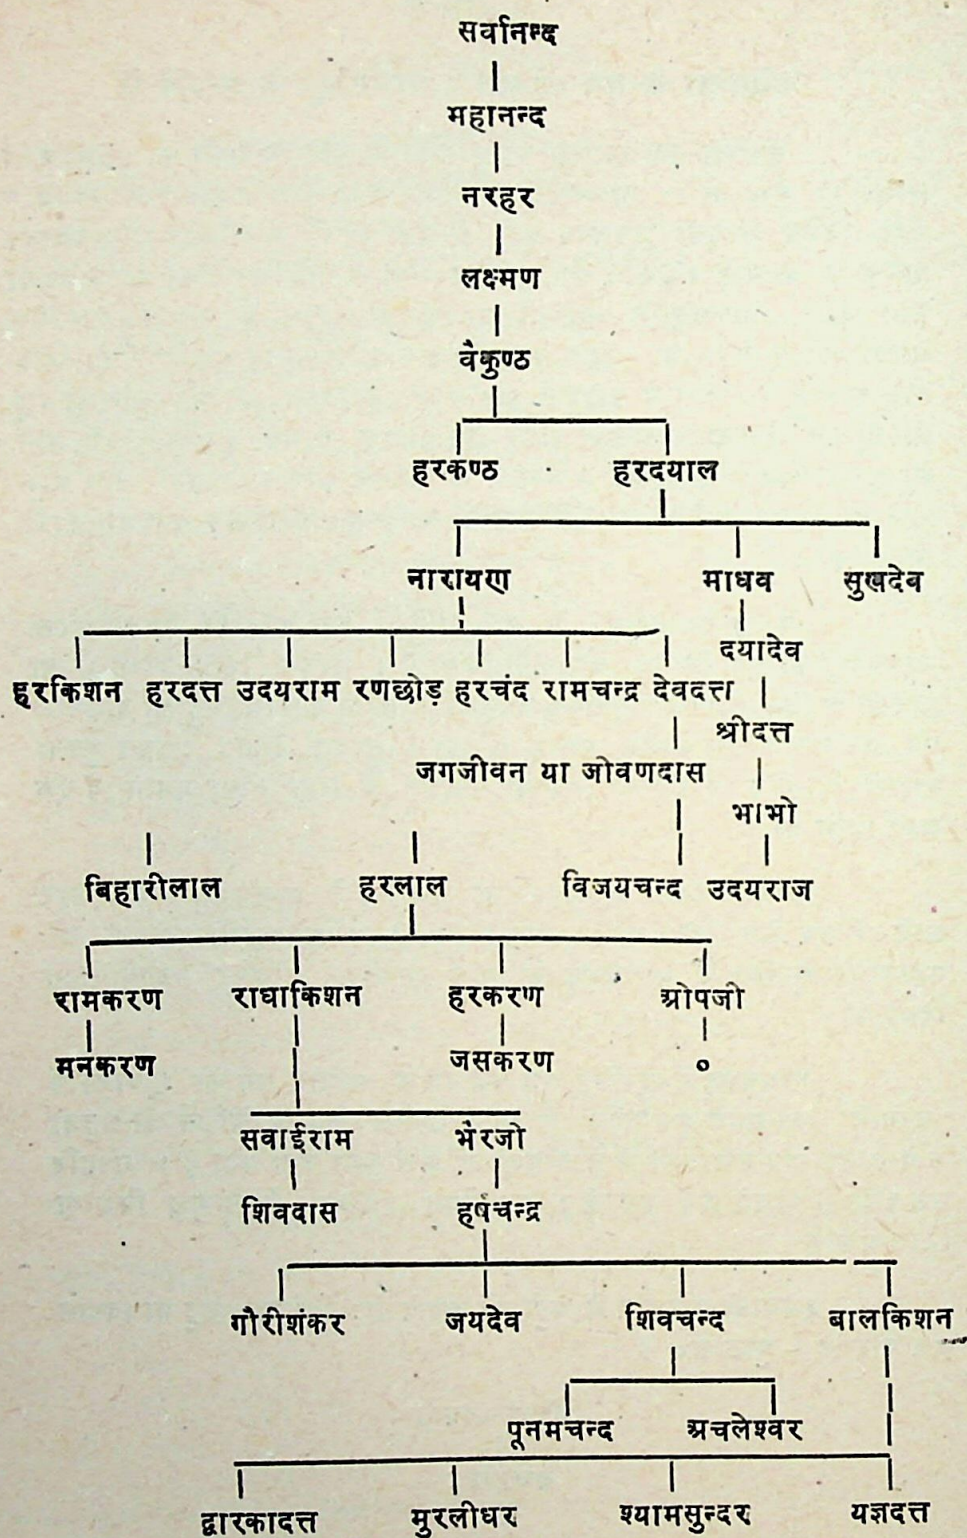 सर्वानन्द
महानन्द
नरहर
लक्ष्मण
वैकुण्ठ
हरकण्ठ हरदयाल
नारायण माधव सुखदेव
दयादेव
हरकिशन हरदत्त उदयराम रणछोड़ हरचंद रामचन्द्र देवदत्त
श्रीदत्त
जगजीवन या जोवणदास
भाभो
बिहारीलाल हरलाल विजयचन्द उदयराज
रामकरण राधाकिशन हरकरण ओपजी
मनकरण जसकरण ०
सवाईराम भैरजो
शिवदास हर्षचन्द्र
गौरीशंकर जयदेव शिवचन्द बालकिशन
पूनमचन्द अचलेश्वर
द्वारकादत्त मुरलीधर श्यामसुन्दर यज्ञदत्त